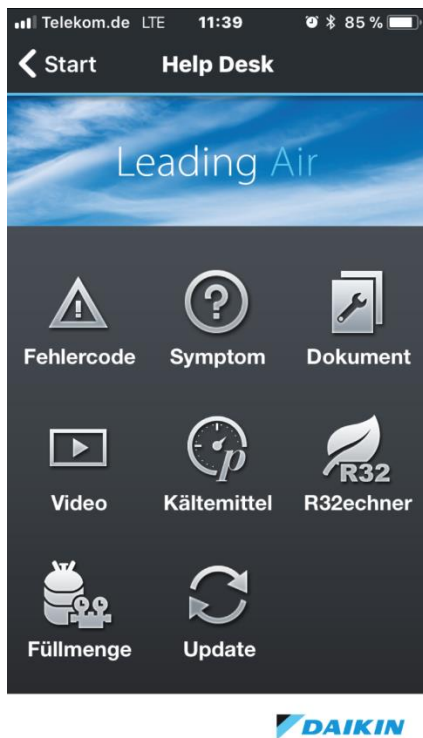 Telekom.de LTE 11:39 85 %
Start Help Desk
Leading Air
Fehlercode Symptom Dokument
p R32
Video Kältemittel R32echner
Füllmenge Update
DAIKIN